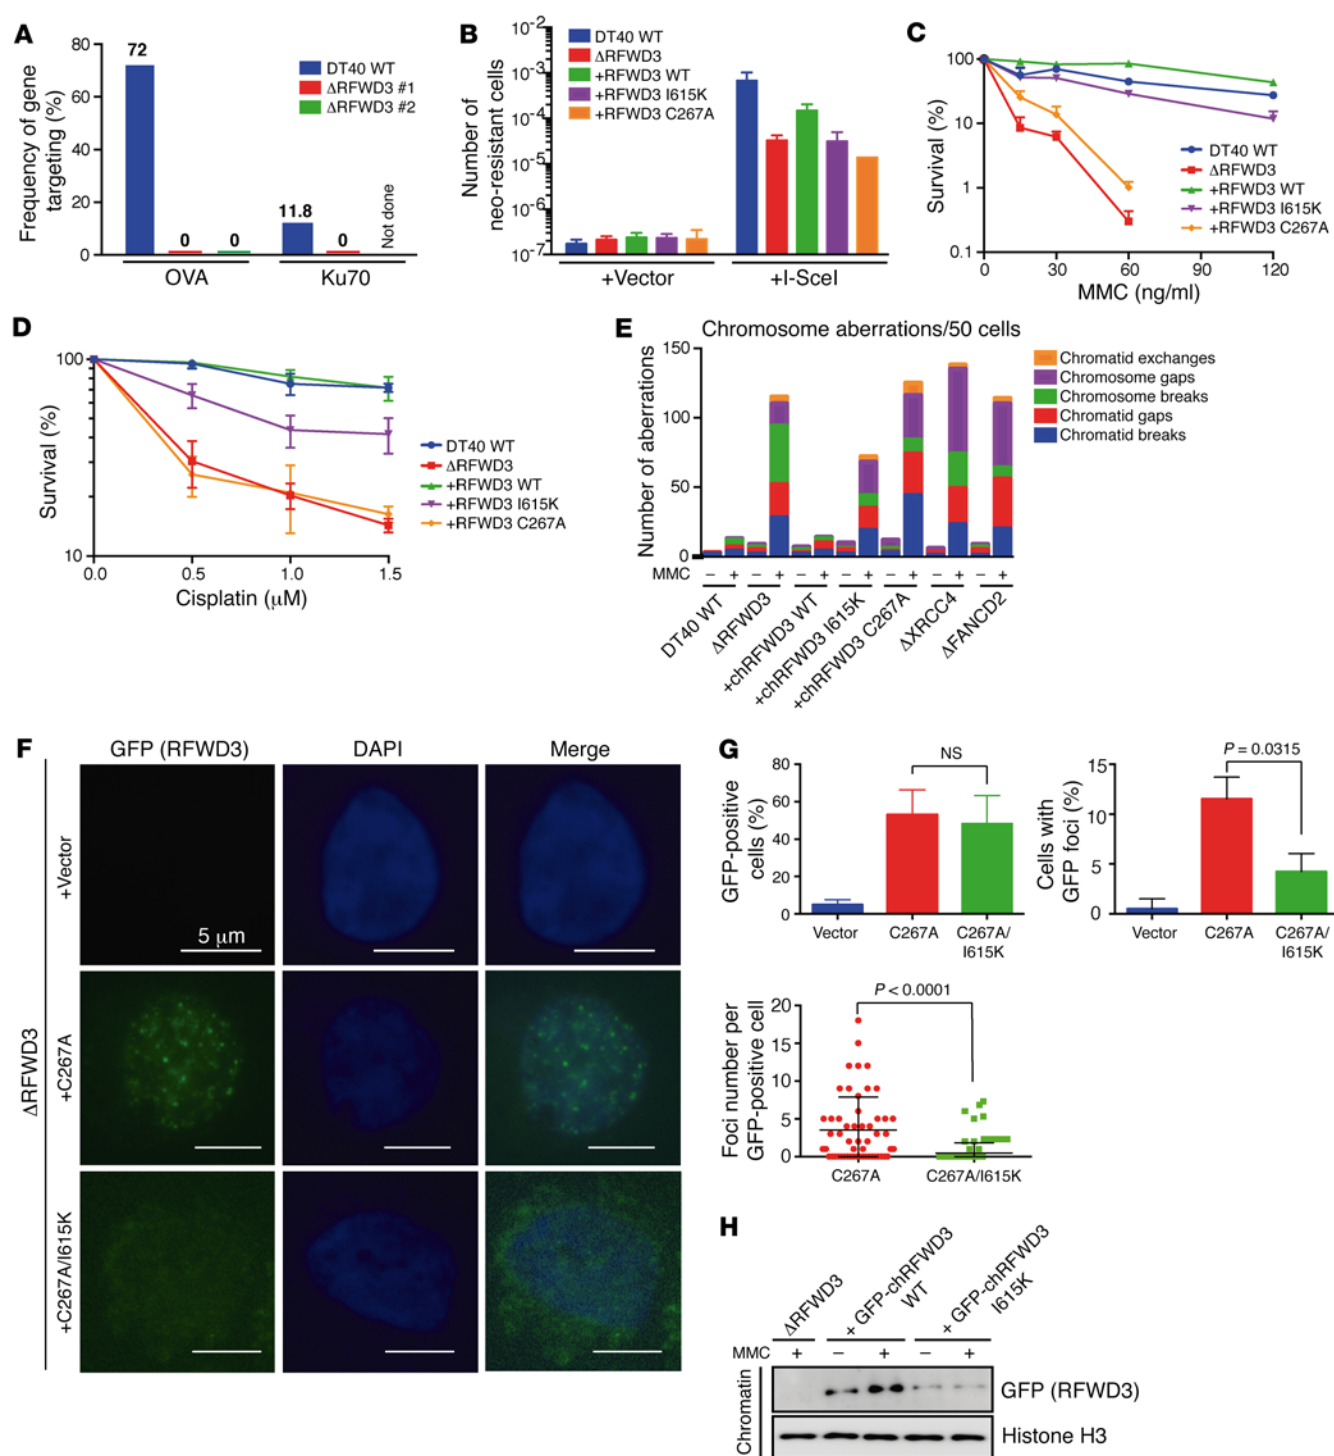 A
Frequency of gene
targeting (%)
80
60
40
20
0
72
0
0
11.8
0
Not done
OVA
Ku70
DT40 WT
ΔRFWD3 #1
ΔRFWD3 #2
B
Number of
neo-resistant cells
10-2
10-3
10-4
10-5
10-6
10-7
DT40 WT
ΔRFWD3
+RFWD3 WT
+RFWD3 I615K
+RFWD3 C267A
+Vector
+I-SceI
C
Survival (%)
100
10
1
0.1
0
30
60
90
120
MMC (ng/ml)
DT40 WT
ΔRFWD3
+RFWD3 WT
+RFWD3 I615K
+RFWD3 C267A
D
Survival (%)
100
10
0.0
0.5
1.0
1.5
Cisplatin (μM)
DT40 WT
ΔRFWD3
+RFWD3 WT
+RFWD3 I615K
+RFWD3 C267A
E
Chromosome aberrations/50 cells
Number of aberrations
150
100
50
0
Chromatid exchanges
Chromosome gaps
Chromosome breaks
Chromatid gaps
Chromatid breaks
MMC − + − + − + − + − + − + − +
DT40 WT
ΔRFWD3
+chRFWD3 WT
+chRFWD3 I615K
+chRFWD3 C267A
ΔXRCC4
ΔFANCD2
F
GFP (RFWD3)
DAPI
Merge
ΔRFWD3
+Vector
+C267A
+C267A/I615K
5 μm
G
GFP-positive
cells (%)
80
60
40
20
0
NS
Vector
C267A
C267A/
I615K
Cells with
GFP foci (%)
15
10
5
0
P = 0.0315
Vector
C267A
C267A/
I615K
Foci number per
GFP-positive cell
20
15
10
5
0
P < 0.0001
C267A
C267A/I615K
H
ΔRFWD3
+ GFP-chRFWD3
WT
+ GFP-chRFWD3
I615K
MMC + − + − +
Chromatin
GFP (RFWD3)
Histone H3